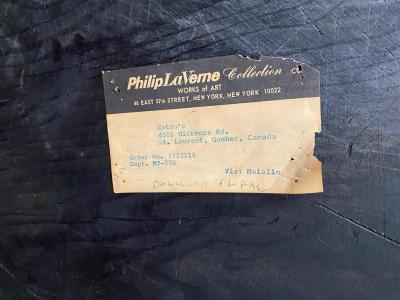 Philip LaVerne Collection
WORKS of ART
46 EAST 57th STREET, NEW YORK, NEW YORK 10022
Eaton's
4505 Hickmore Rd.
St. Laurent, Quebec, Canada
Order No. 3323216
Dept. MT-770
Via: Maislin